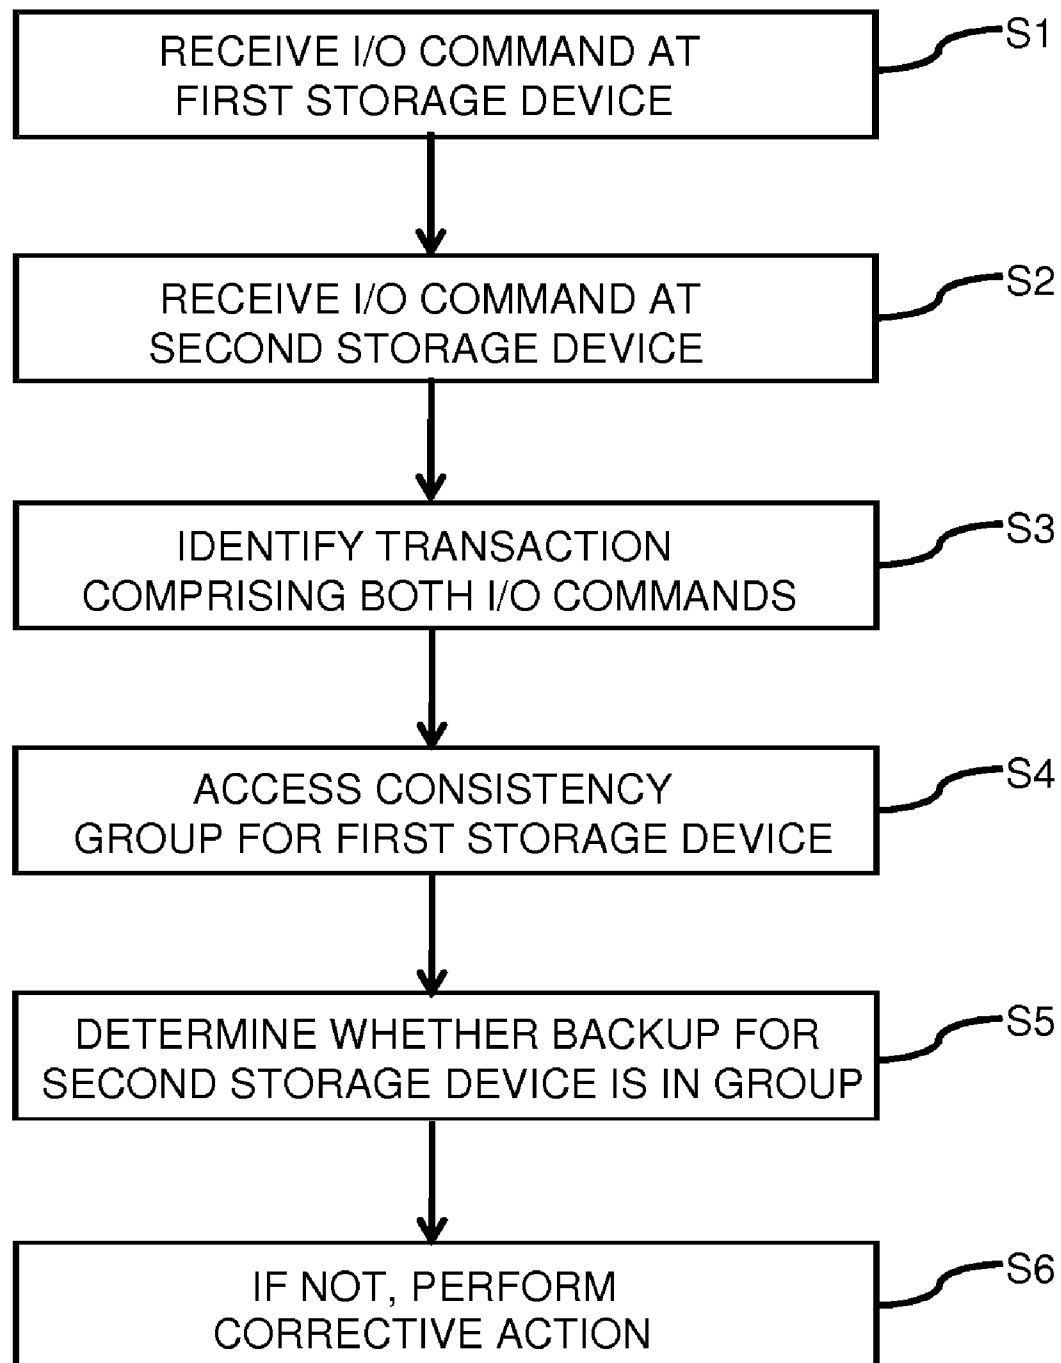 RECEIVE I/O COMMAND AT
FIRST STORAGE DEVICE
S1
RECEIVE I/O COMMAND AT
SECOND STORAGE DEVICE
S2
IDENTIFY TRANSACTION
COMPRISING BOTH I/O COMMANDS
S3
ACCESS CONSISTENCY
GROUP FOR FIRST STORAGE DEVICE
S4
DETERMINE WHETHER BACKUP FOR
SECOND STORAGE DEVICE IS IN GROUP
S5
IF NOT, PERFORM
CORRECTIVE ACTION
S6